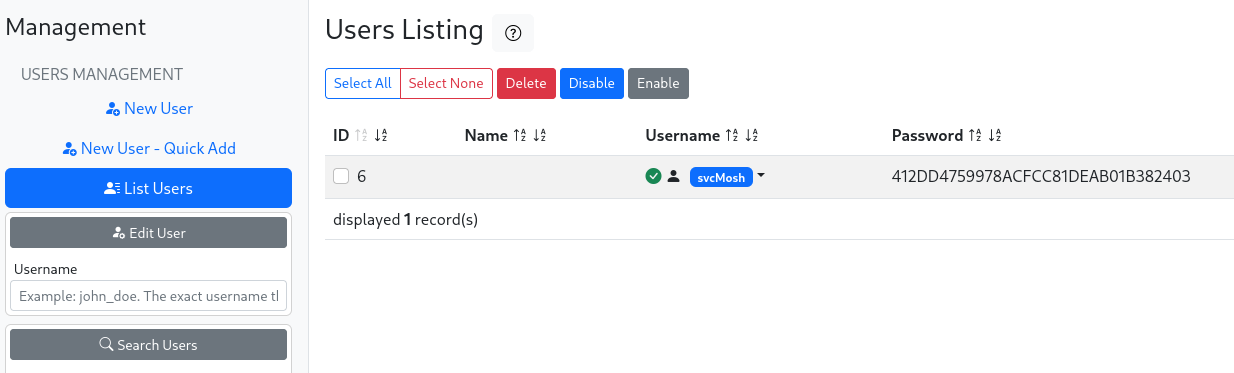 Management
USERS MANAGEMENT
New User
New User - Quick Add
List Users
Edit User
Username
Example: john_doe. The exact username tl
Search Users
Users Listing
Select All Select None Delete Disable Enable
ID Name Username Password
6 svcMosh 412DD4759978ACFCC81DEAB01B382403
displayed 1 record(s)